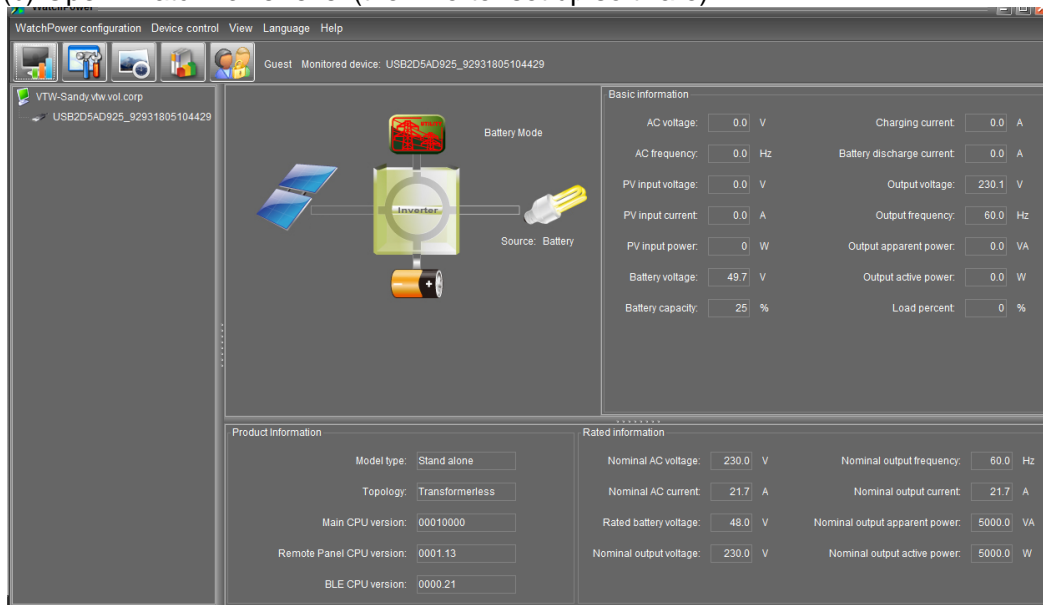 WatchPower
WatchPower configuration Device control View Language Help
Guest Monitored device: USB2D5AD925_92931805104429
VTW-Sandy.vtw.vol.corp
USB2D5AD925_92931805104429
UTILITY
Battery Mode
Inverter
Source: Battery
Basic information
AC voltage: 0.0 V Charging current: 0.0 A
AC frequency: 0.0 Hz Battery discharge current: 0.0 A
PV input voltage: 0.0 V Output voltage: 230.1 V
PV input current: 0.0 A Output frequency: 60.0 Hz
PV input power: 0 W Output apparent power: 0.0 VA
Battery voltage: 49.7 V Output active power: 0.0 W
Battery capacity: 25 % Load percent: 0 %
Product Information
Model type: Stand alone
Topology: Transformerless
Main CPU version: 00010000
Remote Panel CPU version: 0001.13
BLE CPU version: 0000.21
Rated information
Nominal AC voltage: 230.0 V Nominal output frequency: 60.0 Hz
Nominal AC current: 21.7 A Nominal output current: 21.7 A
Rated battery voltage: 48.0 V Nominal output apparent power: 5000.0 VA
Nominal output voltage: 230.0 V Nominal output active power: 5000.0 W